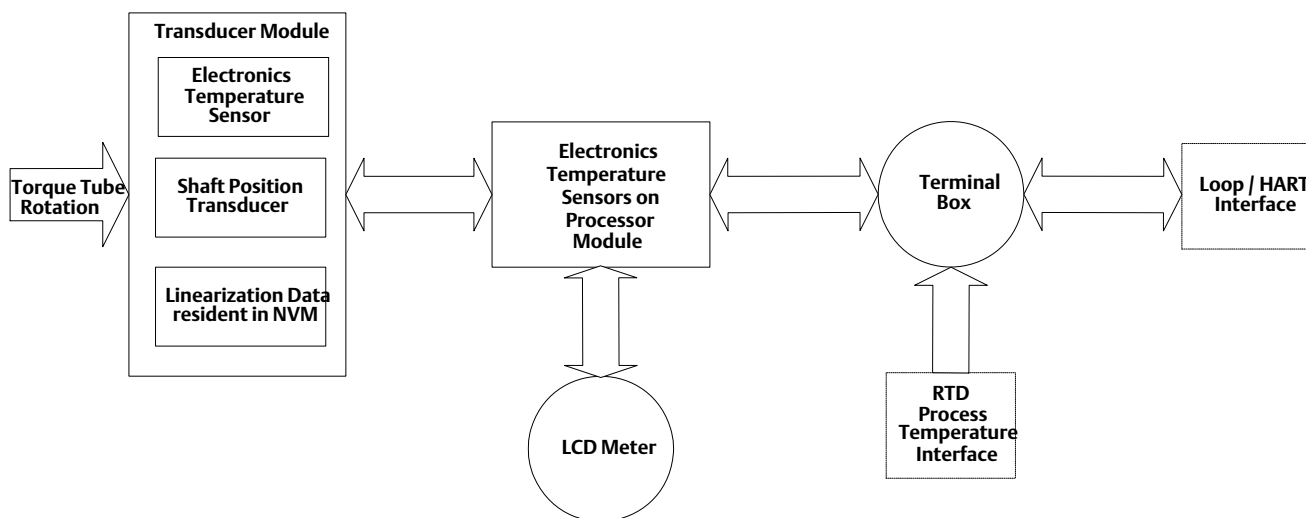 Transducer Module
Electronics
Temperature
Sensor
Torque Tube
Rotation
Shaft Position
Transducer
Linearization Data
resident in NVM
Electronics
Temperature
Sensors on
Processor
Module
LCD Meter
Terminal
Box
RTD
Process
Temperature
Interface
Loop / HART
Interface